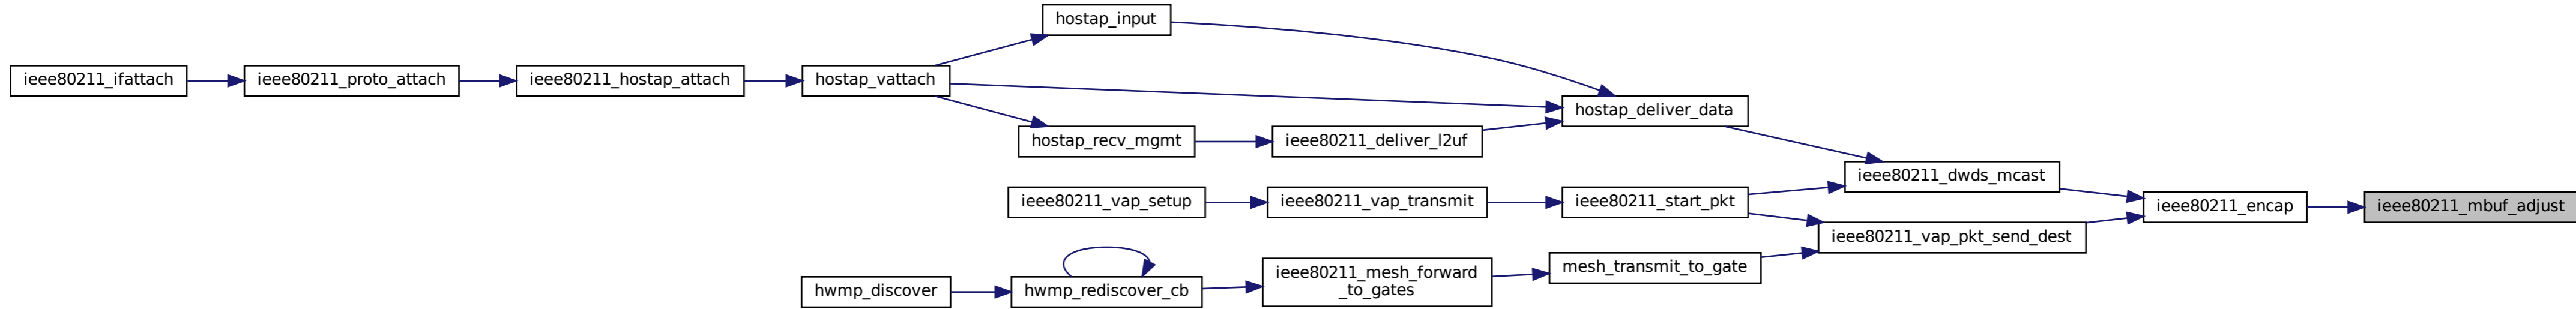 hostap_input
ieee80211_ifattach
ieee80211_proto_attach
ieee80211_hostap_attach
hostap_vattach
hostap_deliver_data
hostap_recv_mgmt
ieee80211_deliver_l2uf
ieee80211_dwds_mcast
ieee80211_vap_setup
ieee80211_vap_transmit
ieee80211_start_pkt
ieee80211_encap
ieee80211_mbuf_adjust
ieee80211_vap_pkt_send_dest
mesh_transmit_to_gate
hwmp_discover
hwmp_rediscover_cb
ieee80211_mesh_forward
_to_gates